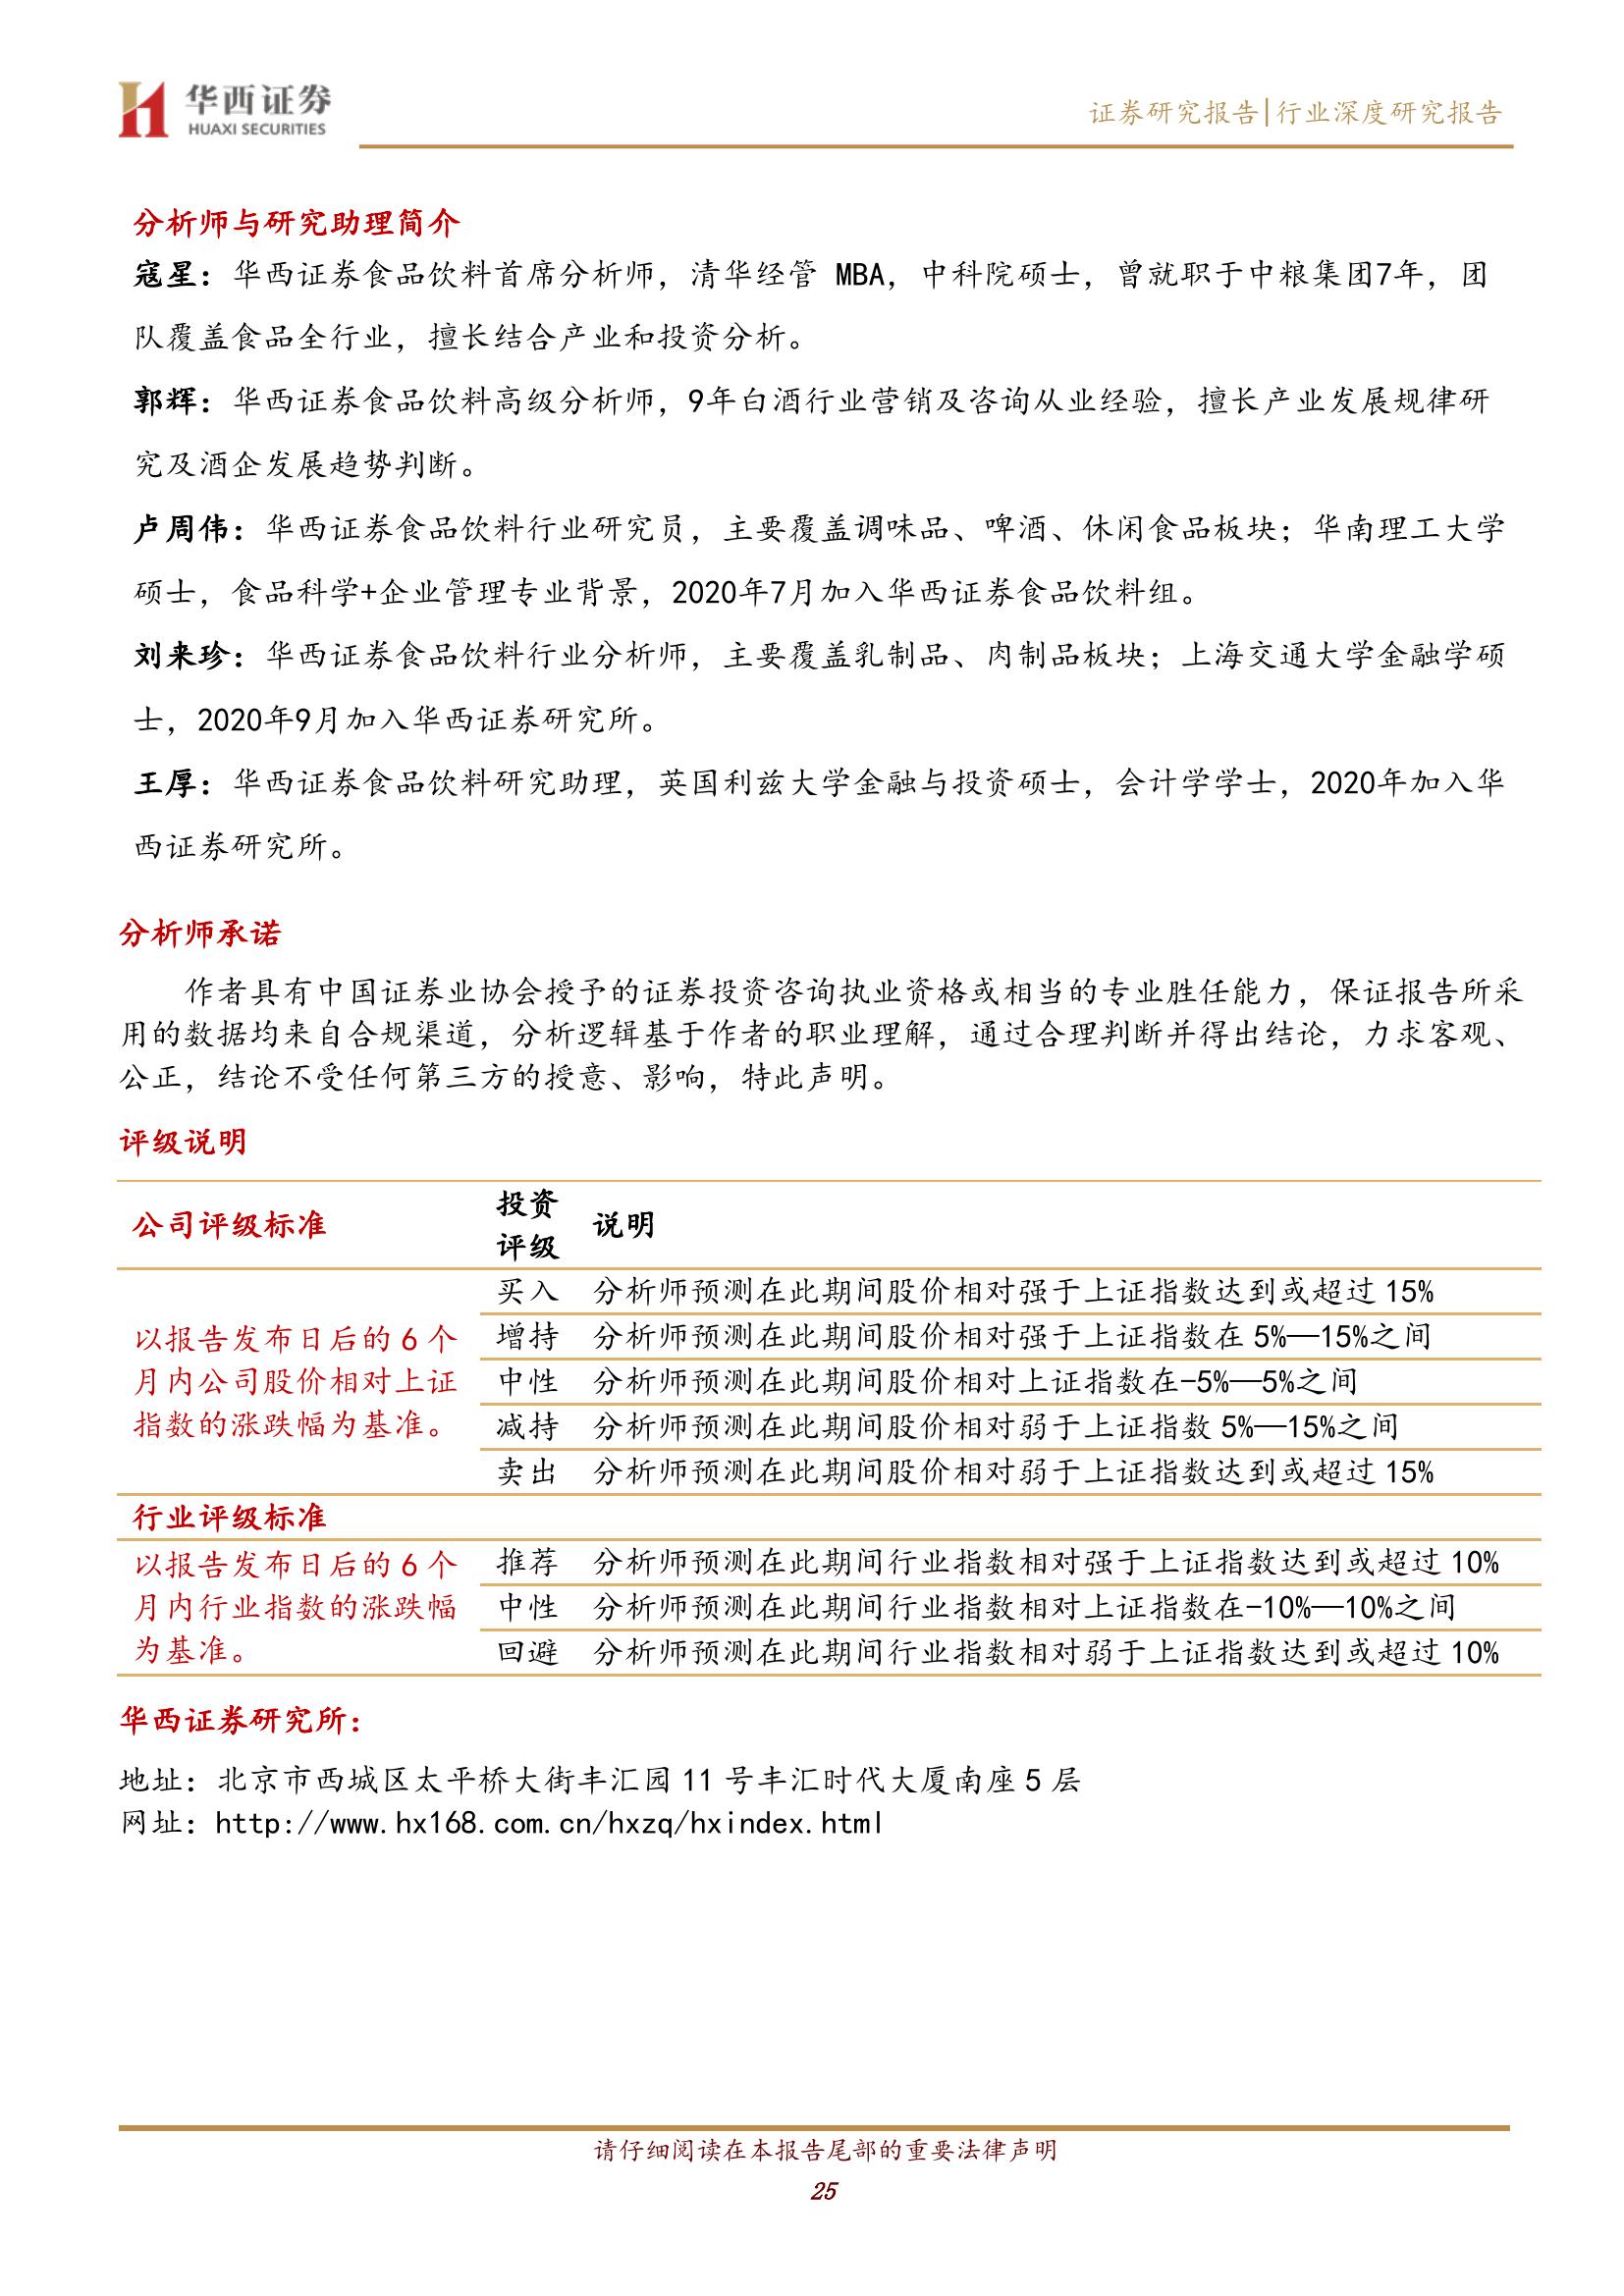 华西证券
HUAXI SECURITIES
证券研究报告|行业深度研究报告
分析师与研究助理简介
寇星：华西证券食品饮料首席分析师，清华经管 MBA，中科院硕士，曾就职于中粮集团7年，团
队覆盖食品全行业，擅长结合产业和投资分析。
郭辉：华西证券食品饮料高级分析师，9年白酒行业营销及咨询从业经验，擅长产业发展规律研
究及酒企发展趋势判断。
卢周伟：华西证券食品饮料行业研究员，主要覆盖调味品、啤酒、休闲食品板块；华南理工大学
硕士，食品科学+企业管理专业背景，2020年7月加入华西证券食品饮料组。
刘来珍：华西证券食品饮料行业分析师，主要覆盖乳制品、肉制品板块；上海交通大学金融学硕
士，2020年9月加入华西证券研究所。
王厚：华西证券食品饮料研究助理，英国利兹大学金融与投资硕士，会计学学士，2020年加入华
西证券研究所。
分析师承诺
作者具有中国证券业协会授予的证券投资咨询执业资格或相当的专业胜任能力，保证报告所采
用的数据均来自合规渠道，分析逻辑基于作者的职业理解，通过合理判断并得出结论，力求客观、
公正，结论不受任何第三方的授意、影响，特此声明。
评级说明
公司评级标准
投资
评级
说明
以报告发布日后的 6 个
月内公司股价相对上证
指数的涨跌幅为基准。
买入 分析师预测在此期间股价相对强于上证指数达到或超过 15%
增持 分析师预测在此期间股价相对强于上证指数在 5%—15%之间
中性 分析师预测在此期间股价相对上证指数在-5%—5%之间
减持 分析师预测在此期间股价相对弱于上证指数 5%—15%之间
卖出 分析师预测在此期间股价相对弱于上证指数达到或超过 15%
行业评级标准
以报告发布日后的 6 个
月内行业指数的涨跌幅
为基准。
推荐 分析师预测在此期间行业指数相对强于上证指数达到或超过 10%
中性 分析师预测在此期间行业指数相对上证指数在-10%—10%之间
回避 分析师预测在此期间行业指数相对弱于上证指数达到或超过 10%
华西证券研究所：
地址：北京市西城区太平桥大街丰汇园 11 号丰汇时代大厦南座 5 层
网址：http://www.hx168.com.cn/hxzq/hxindex.html
请仔细阅读在本报告尾部的重要法律声明
25